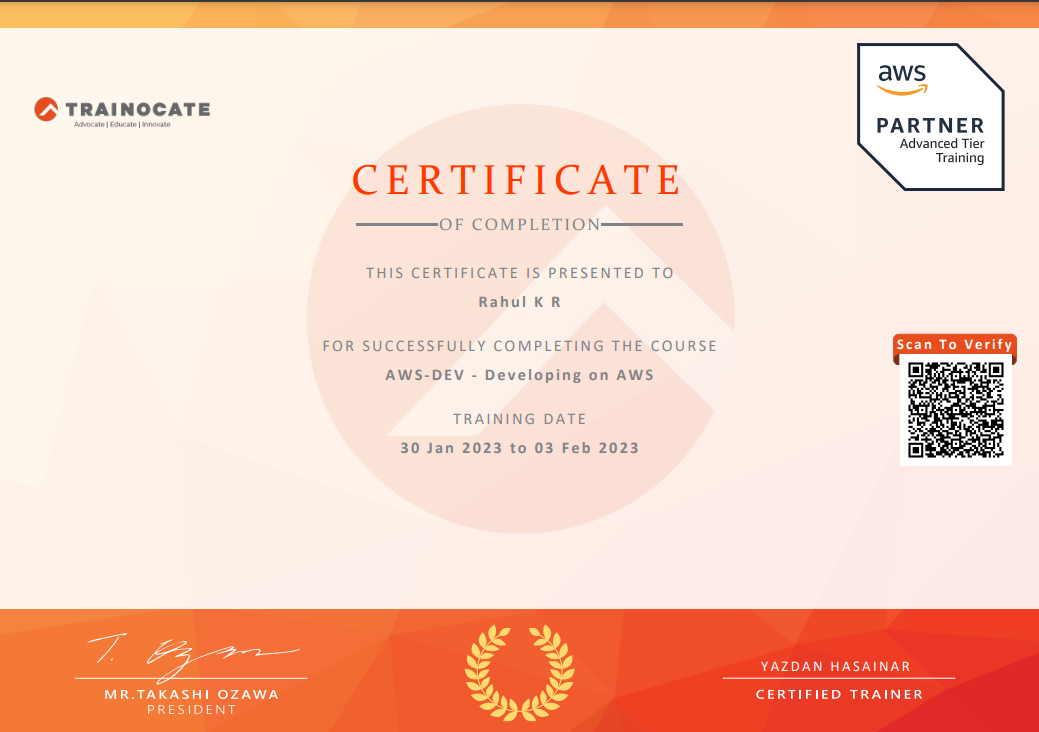 TRAINOCATE
Advocate | Educate | Innovate
aws
PARTNER
Advanced Tier
Training
CERTIFICATE
OF COMPLETION
THIS CERTIFICATE IS PRESENTED TO
Rahul K R
FOR SUCCESSFULLY COMPLETING THE COURSE
AWS-DEV - Developing on AWS
TRAINING DATE
30 Jan 2023 to 03 Feb 2023
Scan To Verify
MR.TAKASHI OZAWA
PRESIDENT
YAZDAN HASAINAR
CERTIFIED TRAINER